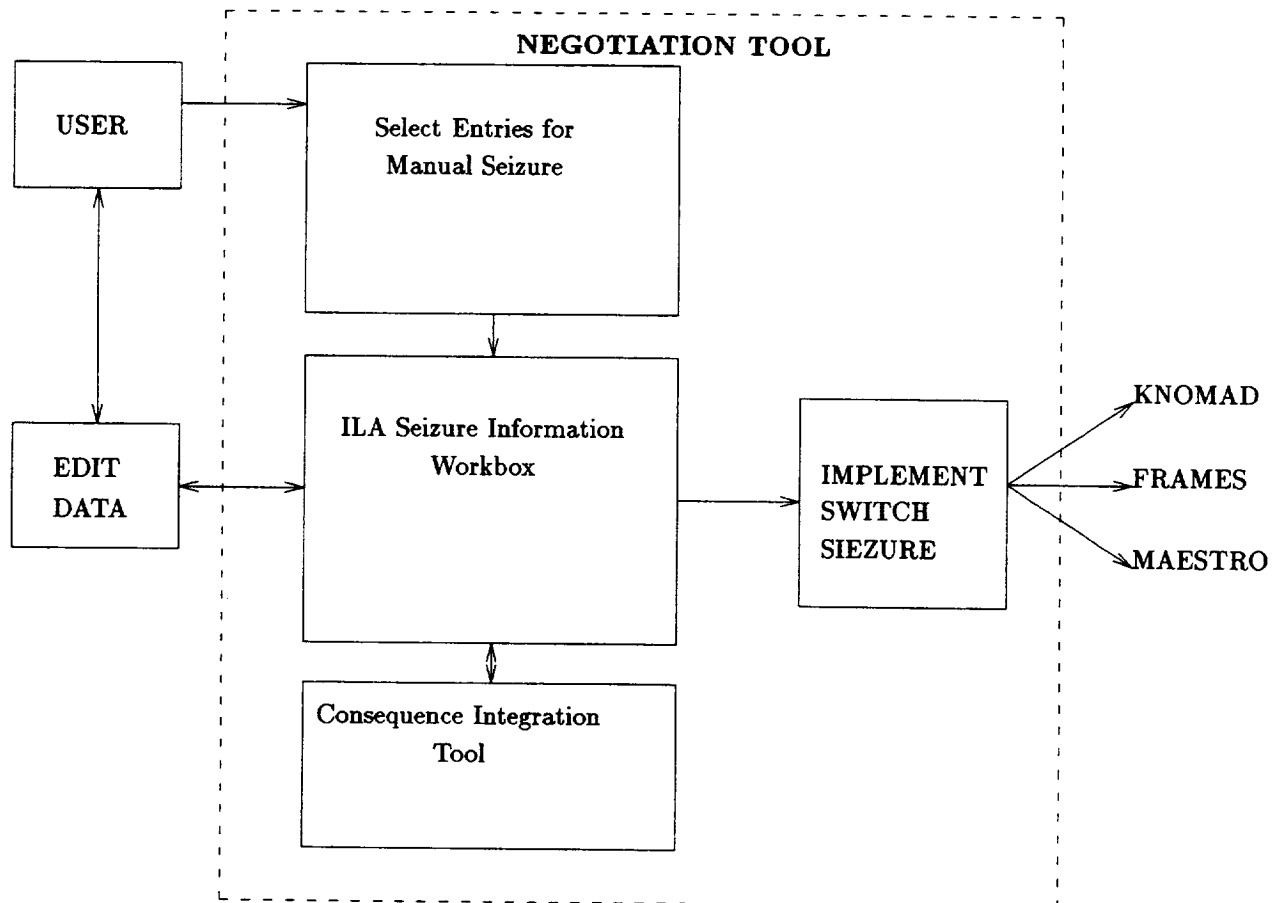 NEGOTIATION TOOL
USER
Select Entries for
Manual Seizure
ILA Seizure Information
Workbox
EDIT
DATA
IMPLEMENT
SWITCH
SIEZURE
KNOMAD
FRAMES
MAESTRO
Consequence Integration
Tool